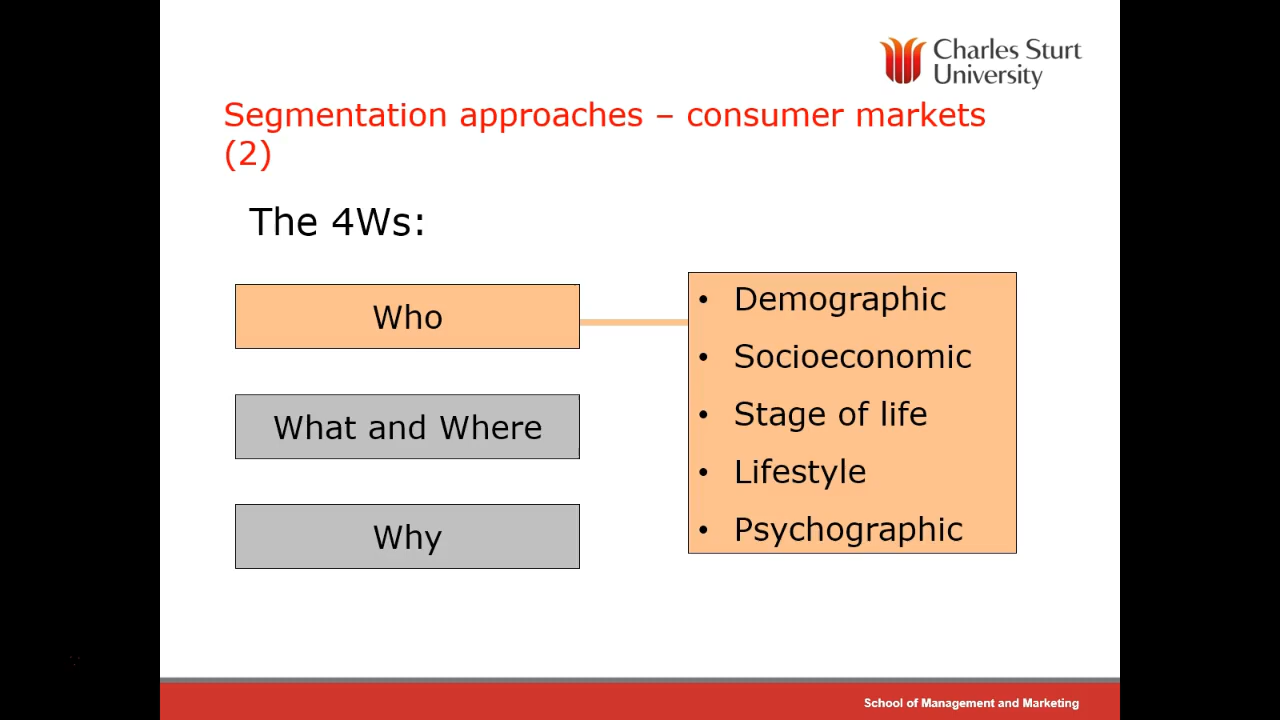 Charles Sturt
University
Segmentation approaches – consumer markets
(2)
The 4Ws:
Who
What and Where
Why
• Demographic
• Socioeconomic
• Stage of life
• Lifestyle
• Psychographic
School of Management and Marketing